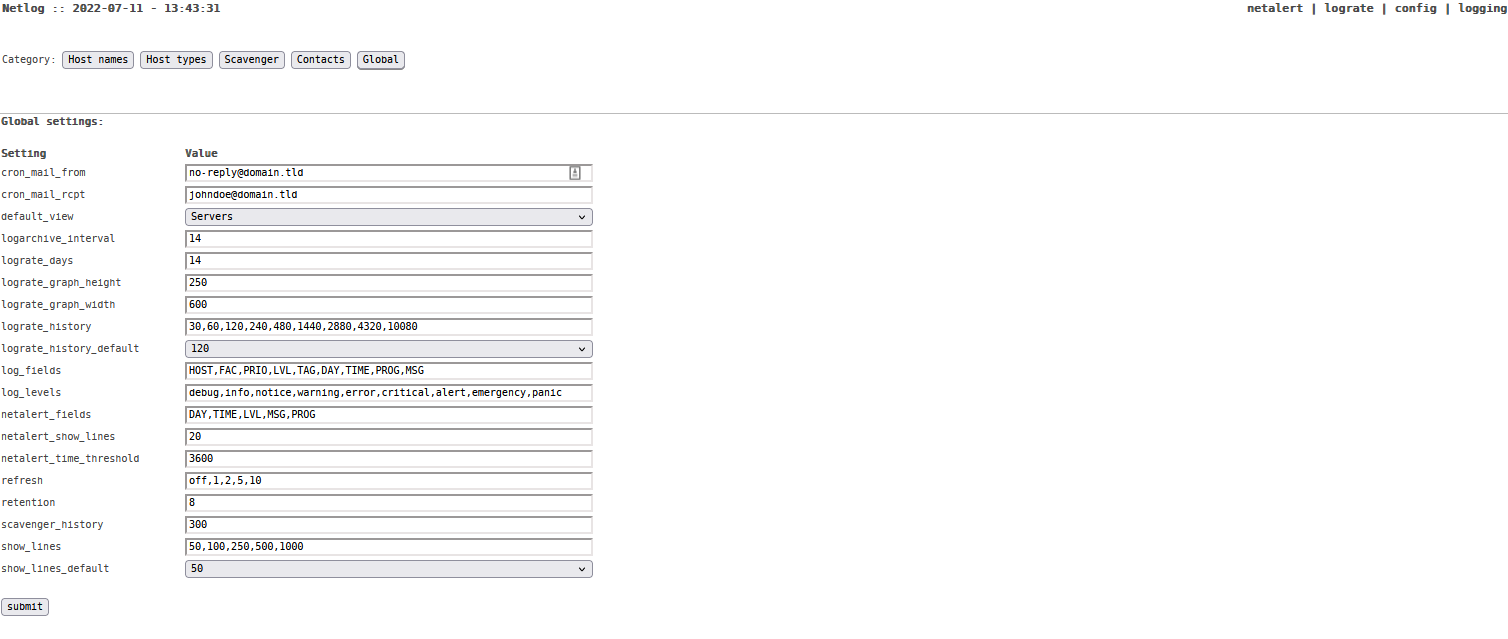 Netlog :: 2022-07-11 - 13:43:31 netalert | lograte | config | logging
Category: Host names Host types Scavenger Contacts Global
Global settings:
Setting Value
cron_mail_from no-reply@domain.tld
cron_mail_rcpt johndoe@domain.tld
default_view Servers
logarchive_interval 14
lograte_days 14
lograte_graph_height 250
lograte_graph_width 600
lograte_history 30,60,120,240,480,1440,2880,4320,10080
lograte_history_default 120
log_fields HOST,FAC,PRIO,LVL,TAG,DAY,TIME,PROG,MSG
log_levels debug,info,notice,warning,error,critical,alert,emergency,panic
netalert_fields DAY,TIME,LVL,MSG,PROG
netalert_show_lines 20
netalert_time_threshold 3600
refresh off,1,2,5,10
retention 8
scavenger_history 300
show_lines 50,100,250,500,1000
show_lines_default 50
submit